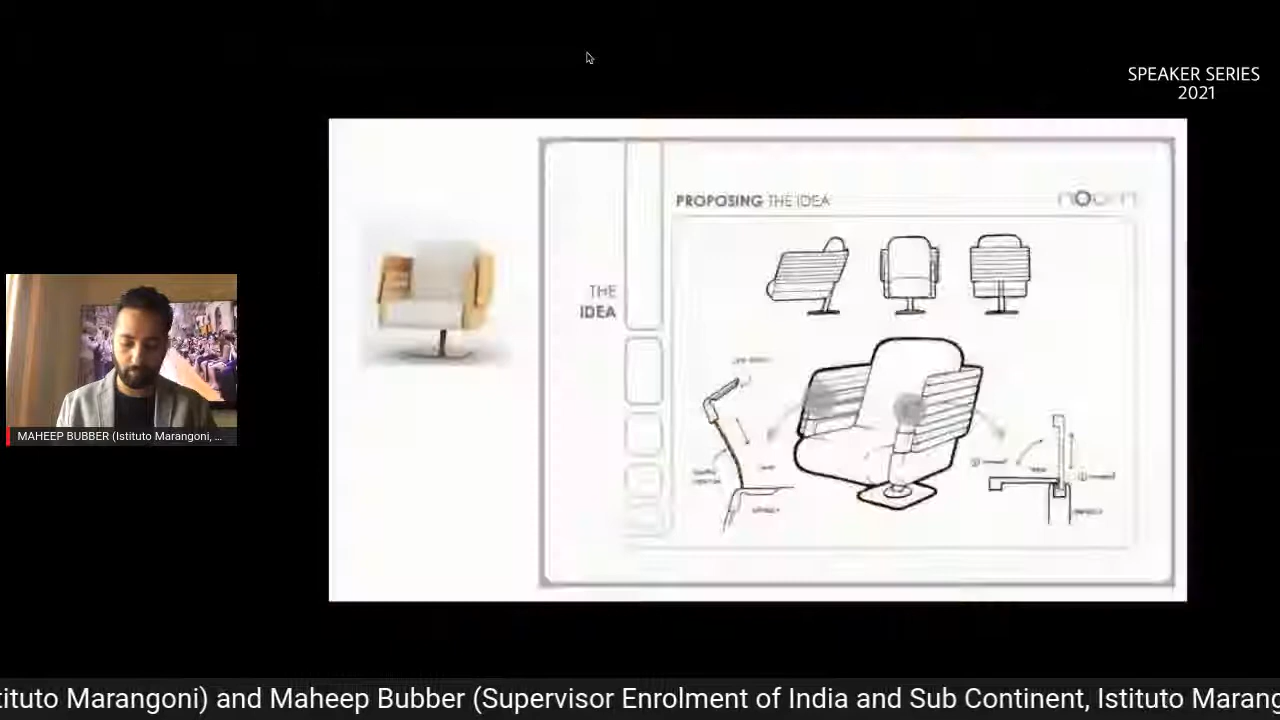 SPEAKER SERIES
2021
PROPOSING THE IDEA
THE
IDEA
MAHEEP BUBBER (Istituto Marangoni, ...
tituto Marangoni) and Maheep Bubber (Supervisor Enrolment of India and Sub Continent, Istituto Marang